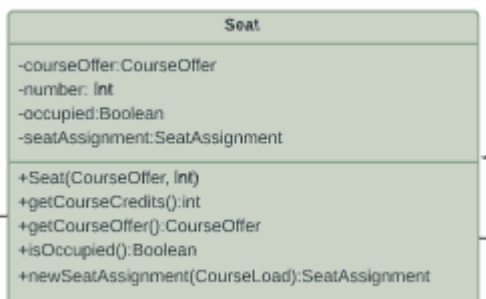 Seat
-courseOffer:CourseOffer
-number: Int
-occupied:Boolean
-seatAssignment:SeatAssignment
+Seat(CourseOffer, Int)
+getCourseCredits():int
+getCourseOffer():CourseOffer
+isOccupied():Boolean
+newSeatAssignment(CourseLoad):SeatAssignment